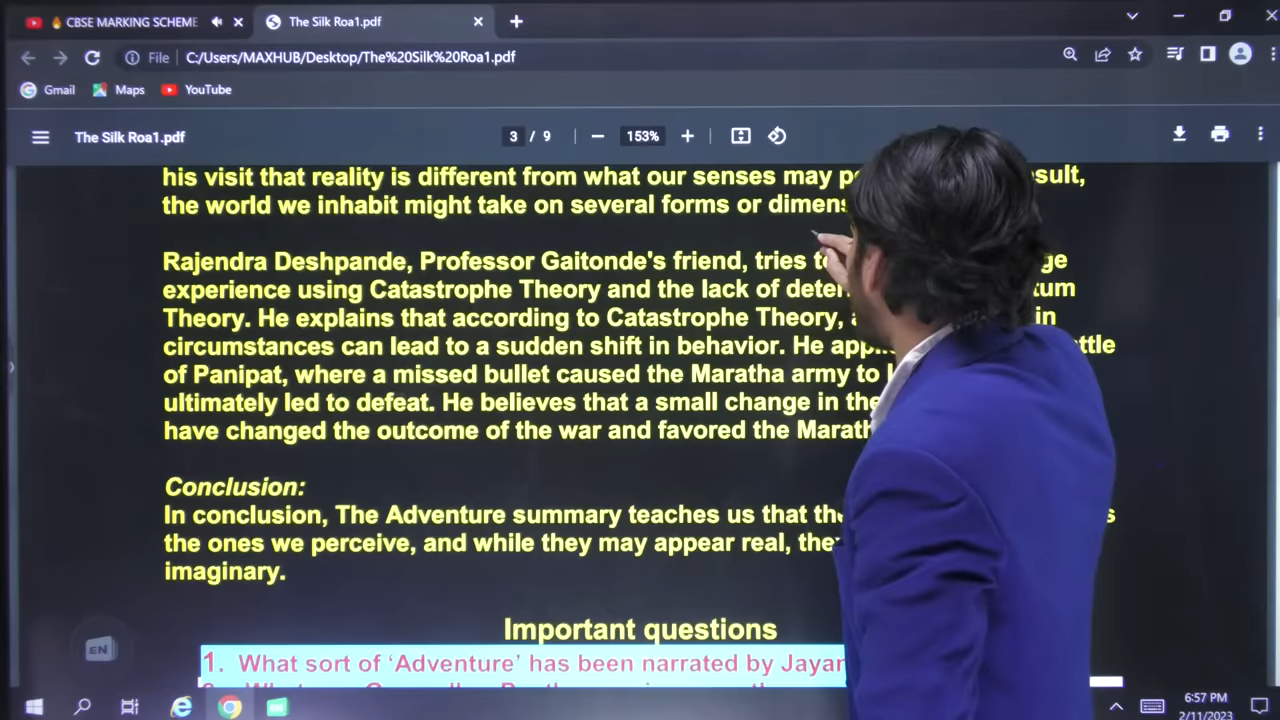 🔥 CBSE MARKING SCHEME
The Silk Roa1.pdf
File C:/Users/MAXHUB/Desktop/The%20Silk%20Roa1.pdf
Gmail Maps YouTube
The Silk Roa1.pdf 3 / 9 153%
his visit that reality is different from what our senses may
the world we inhabit might take on several forms or
Rajendra Deshpande, Professor Gaitonde's friend, tries
experience using Catastrophe Theory and the lack of
Theory. He explains that according to Catastrophe Theory, in
circumstances can lead to a sudden shift in behavior. He
of Panipat, where a missed bullet caused the Maratha army to
ultimately led to defeat. He believes that a small change in the
have changed the outcome of the war and favored the
Conclusion:
In conclusion, The Adventure summary teaches us that
the ones we perceive, and while they may appear real,
imaginary.
Important questions
1. What sort of ‘Adventure’ has been narrated by
EN
6:57 PM
2/11/2023